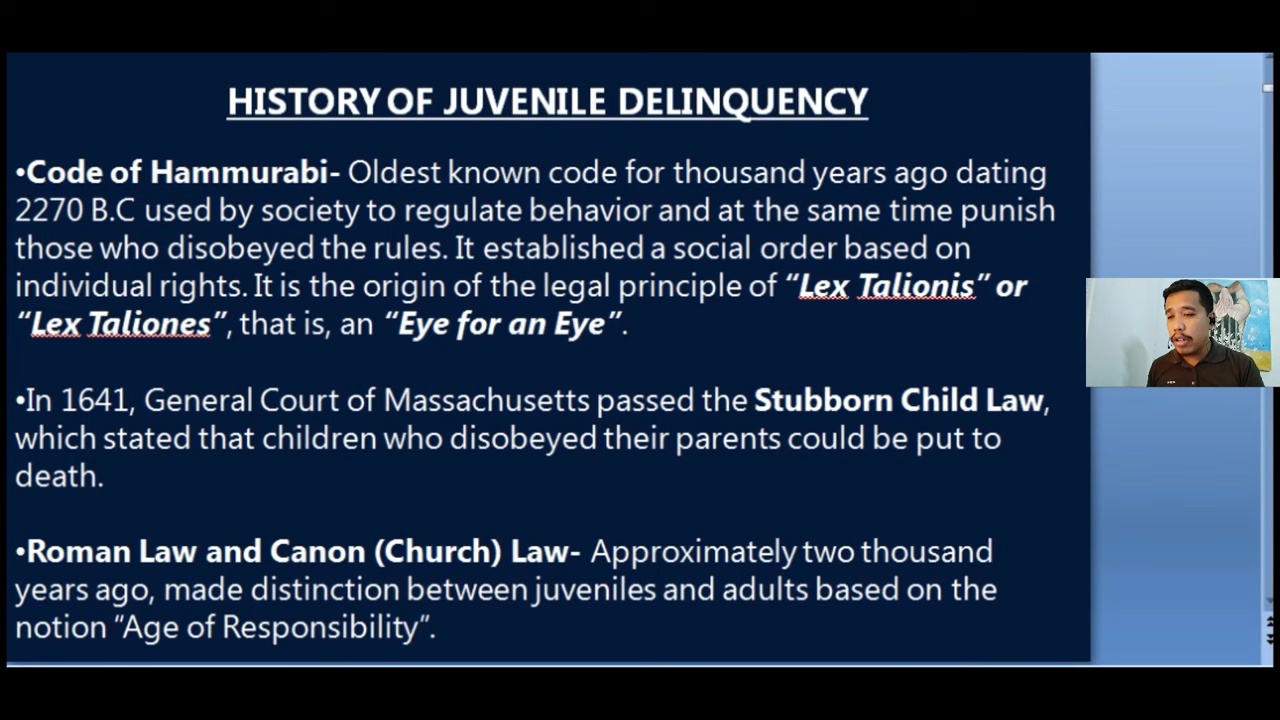 HISTORY OF JUVENILE DELINQUENCY
•Code of Hammurabi- Oldest known code for thousand years ago dating
2270 B.C used by society to regulate behavior and at the same time punish
those who disobeyed the rules. It established a social order based on
individual rights. It is the origin of the legal principle of “Lex Talionis” or
“Lex Taliones”, that is, an “Eye for an Eye”.
•In 1641, General Court of Massachusetts passed the Stubborn Child Law,
which stated that children who disobeyed their parents could be put to
death.
•Roman Law and Canon (Church) Law- Approximately two thousand
years ago, made distinction between juveniles and adults based on the
notion “Age of Responsibility”.